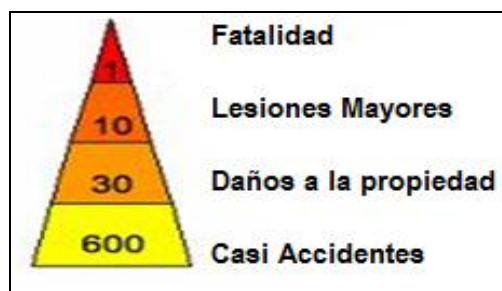 1 Fatalidad
10 Lesiones Mayores
30 Daños a la propiedad
600 Casi Accidentes